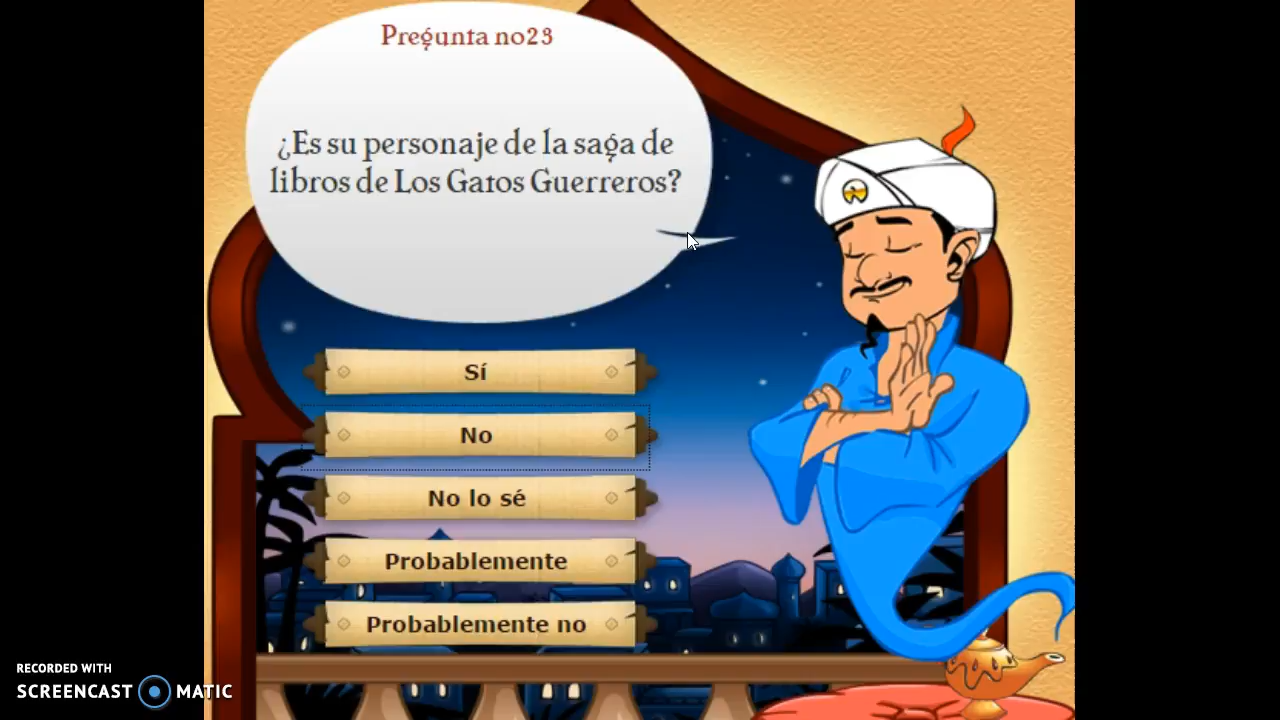 Pregunta no23
¿Es su personaje de la saga de
libros de Los Gatos Guerreros?
Sí
No
No lo sé
Probablemente
Probablemente no
RECORDED WITH
SCREENCAST MATIC